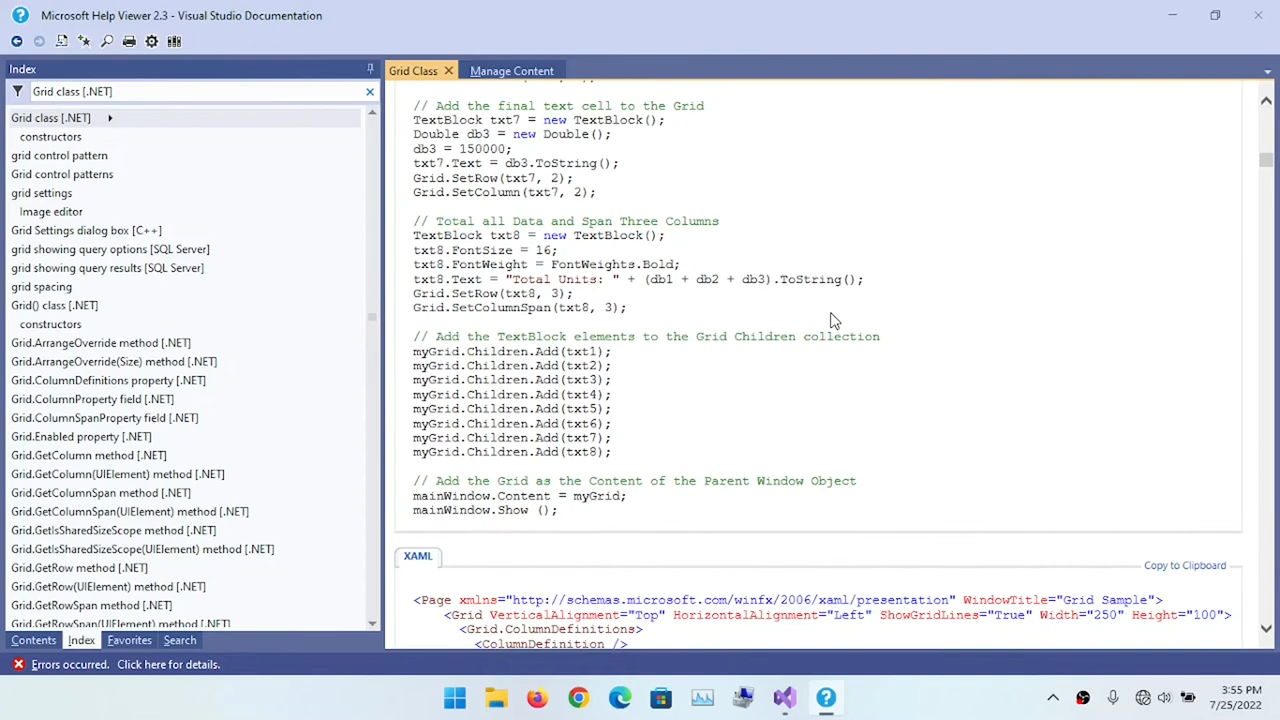 Microsoft Help Viewer 2.3 - Visual Studio Documentation
Index
Grid class [.NET]
Grid class [.NET]
constructors
grid control pattern
grid control patterns
grid settings
Image editor
Grid Settings dialog box [C++]
grid showing query options [SQL Server]
grid showing query results [SQL Server]
grid spacing
Grid() class [.NET]
constructors
Grid.ArrangeOverride method [.NET]
Grid.ArrangeOverride(Size) method [.NET]
Grid.ColumnDefinitions property [.NET]
Grid.ColumnProperty field [.NET]
Grid.ColumnSpanProperty field [.NET]
Grid.Enabled property [.NET]
Grid.GetColumn method [.NET]
Grid.GetColumn(UIElement) method [.NET]
Grid.GetColumnSpan method [.NET]
Grid.GetColumnSpan(UIElement) method [.NET]
Grid.GetIsSharedSizeScope method [.NET]
Grid.GetIsSharedSizeScope(UIElement) method [.NET]
Grid.GetRow method [.NET]
Grid.GetRow(UIElement) method [.NET]
Grid.GetRowSpan method [.NET]
Grid.GetRowSpan(UIElement) method [.NET]
Contents Index Favorites Search
Grid Class Manage Content
// Add the final text cell to the Grid
TextBlock txt7 = new TextBlock();
Double db3 = new Double();
db3 = 150000;
txt7.Text = db3.ToString();
Grid.SetRow(txt7, 2);
Grid.SetColumn(txt7, 2);
// Total all Data and Span Three Columns
TextBlock txt8 = new TextBlock();
txt8.FontSize = 16;
txt8.FontWeight = FontWeights.Bold;
txt8.Text = "Total Units: " + (db1 + db2 + db3).ToString();
Grid.SetRow(txt8, 3);
Grid.SetColumnSpan(txt8, 3);
// Add the TextBlock elements to the Grid Children collection
myGrid.Children.Add(txt1);
myGrid.Children.Add(txt2);
myGrid.Children.Add(txt3);
myGrid.Children.Add(txt4);
myGrid.Children.Add(txt5);
myGrid.Children.Add(txt6);
myGrid.Children.Add(txt7);
myGrid.Children.Add(txt8);
// Add the Grid as the Content of the Parent Window Object
mainWindow.Content = myGrid;
mainWindow.Show ();
XAML
Copy to Clipboard
<Page xmlns="http://schemas.microsoft.com/winfx/2006/xaml/presentation" WindowTitle="Grid Sample">
<Grid VerticalAlignment="Top" HorizontalAlignment="Left" ShowGridLines="True" Width="250" Height="100">
<Grid.ColumnDefinitions>
<ColumnDefinition />
Errors occurred. Click here for details.
3:55 PM
7/25/2022